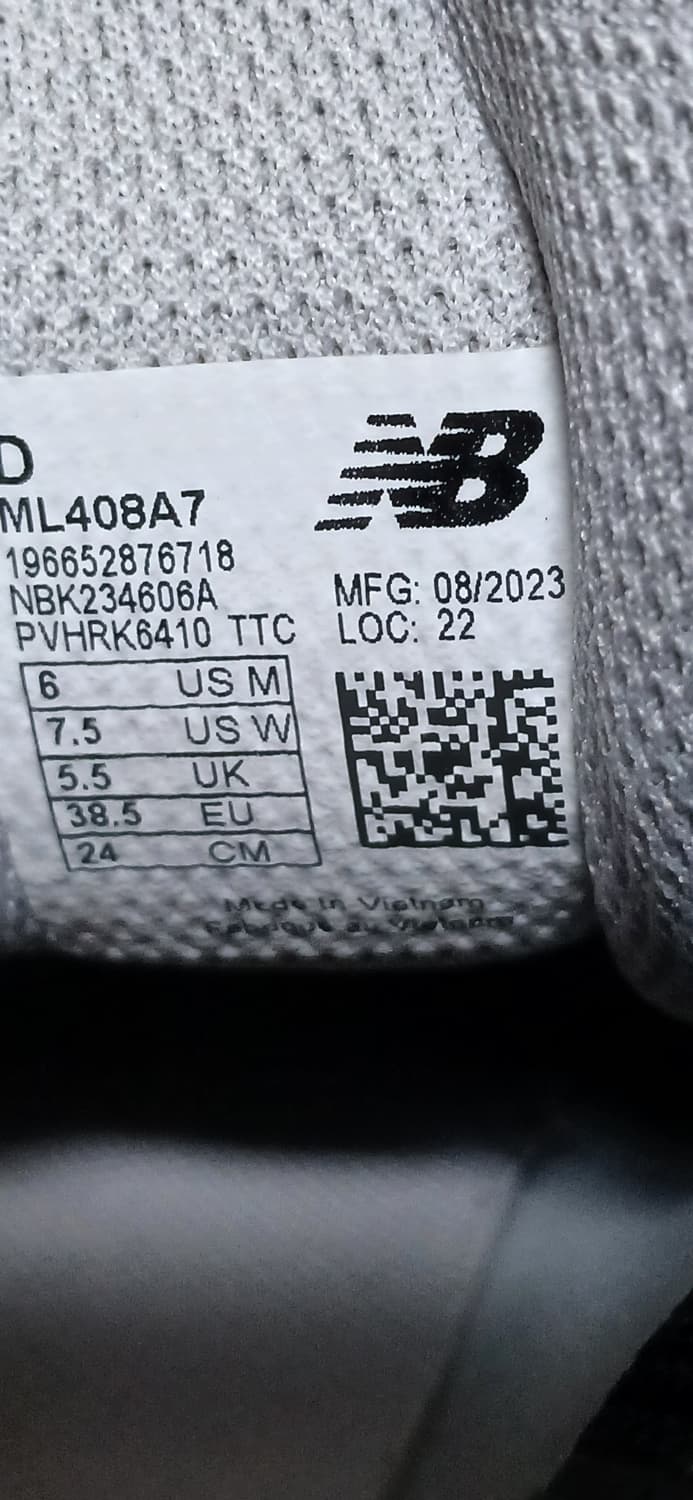 D
NB
ML408A7
196652876718
NBK234606A
MFG: 08/2023
PVHRK6410 TTC
LOC: 22
6 US M
7.5 US W
5.5 UK
38.5 EU
24 CM
Made in Vietnam
Fabriqué au Vietnam